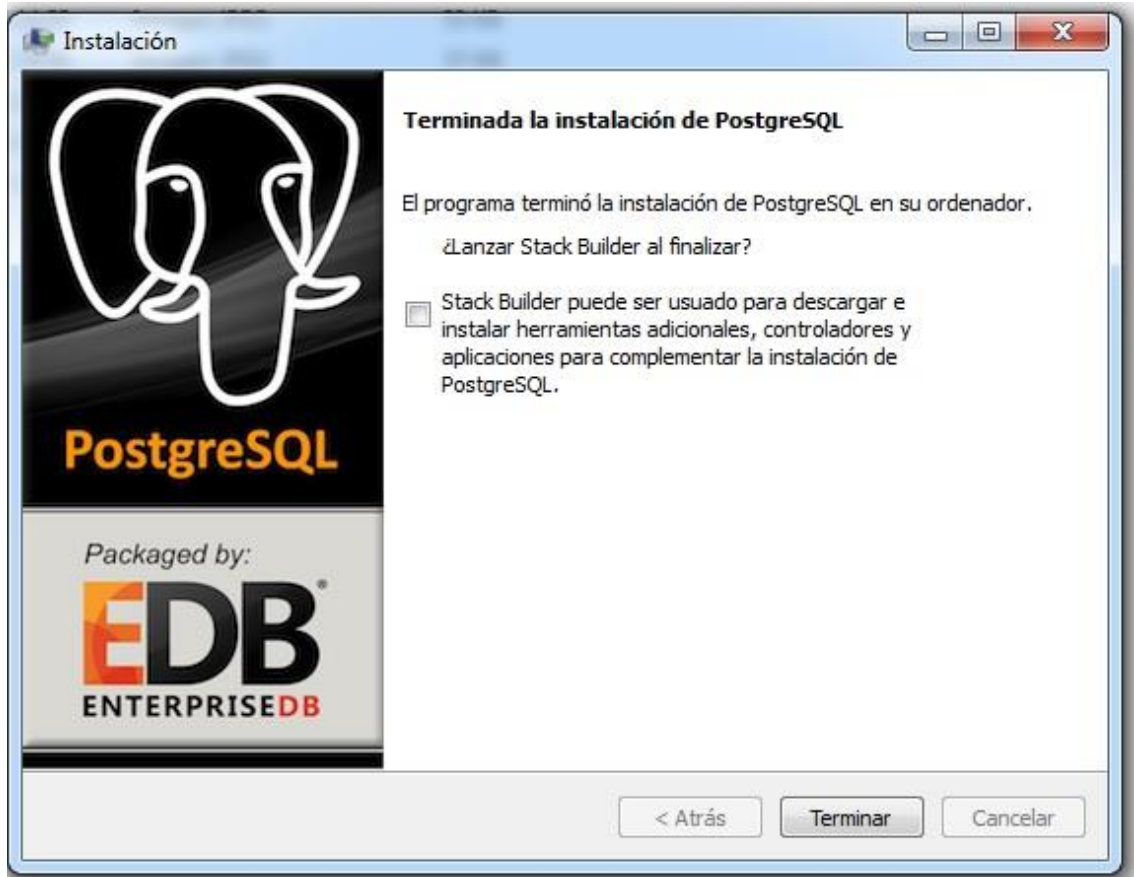 Instalación
Terminada la instalación de PostgreSQL
El programa terminó la instalación de PostgreSQL en su ordenador.
¿Lanzar Stack Builder al finalizar?
Stack Builder puede ser usado para descargar e
instalar herramientas adicionales, controladores y
aplicaciones para complementar la instalación de
PostgreSQL.
PostgreSQL
Packaged by:
EDB®
ENTERPRISEDB
< Atrás
Terminar
Cancelar